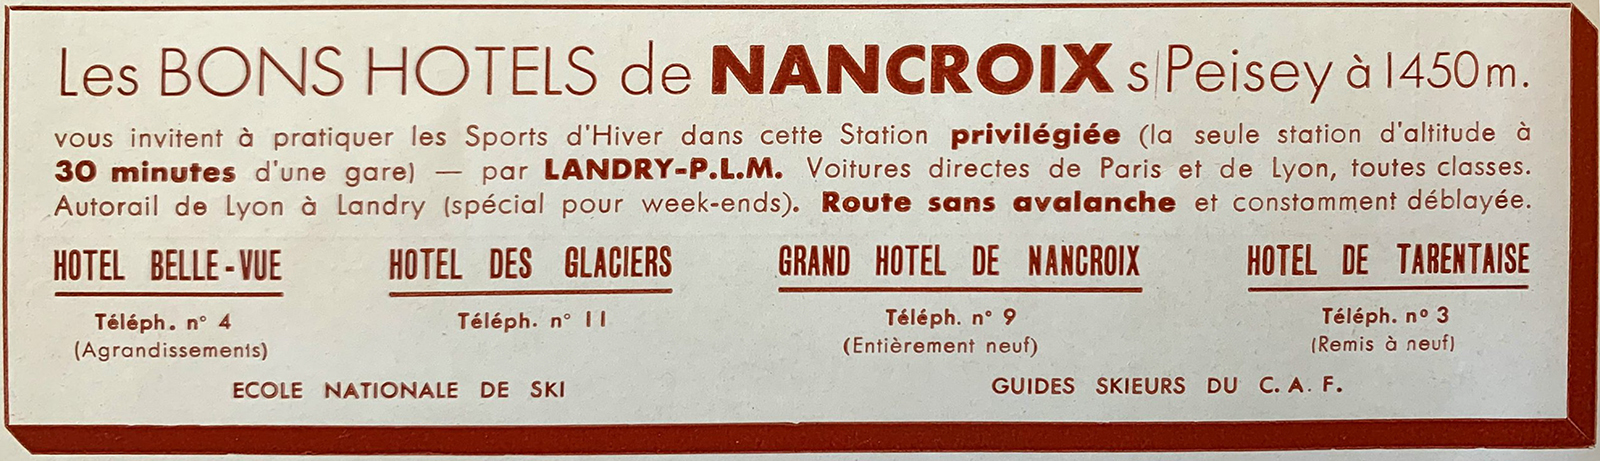 Les BONS HOTELS de NANCROIX s/Peisey à 1450 m.
vous invitent à pratiquer les Sports d'Hiver dans cette Station privilégiée (la seule station d'altitude à
30 minutes d'une gare) — par LANDRY-P.L.M. Voitures directes de Paris et de Lyon, toutes classes.
Autorail de Lyon à Landry (spécial pour week-ends). Route sans avalanche et constamment déblayée.
HOTEL BELLE-VUE HOTEL DES GLACIERS GRAND HOTEL DE NANCROIX HOTEL DE TARENTAISE
Téléph. n° 4 Téléph. n° 11 Téléph. n° 9 Téléph. n° 3
(Agrandissements) (Entièrement neuf) (Remis à neuf)
ECOLE NATIONALE DE SKI GUIDES SKIEURS DU C. A. F.